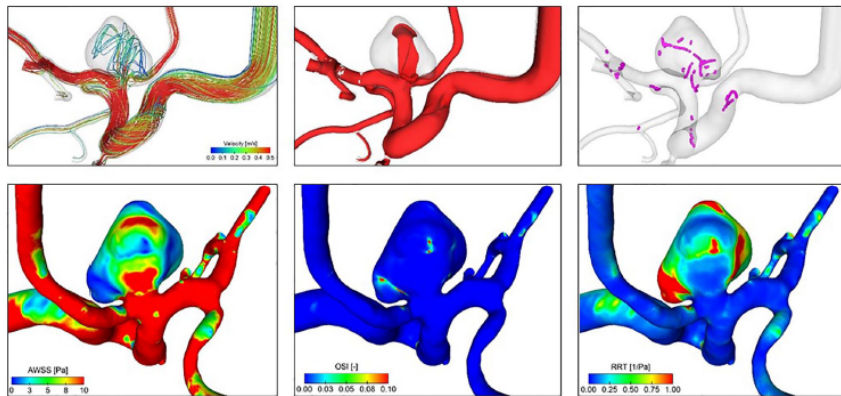 Velocity [m/s]
0.0 0.1 0.2 0.3 0.4 0.5
AWSS [Pa]
0 3 5 8 10
OSI [-]
0.00 0.03 0.05 0.08 0.10
RRT [1/Pa]
0.00 0.25 0.50 0.75 1.00